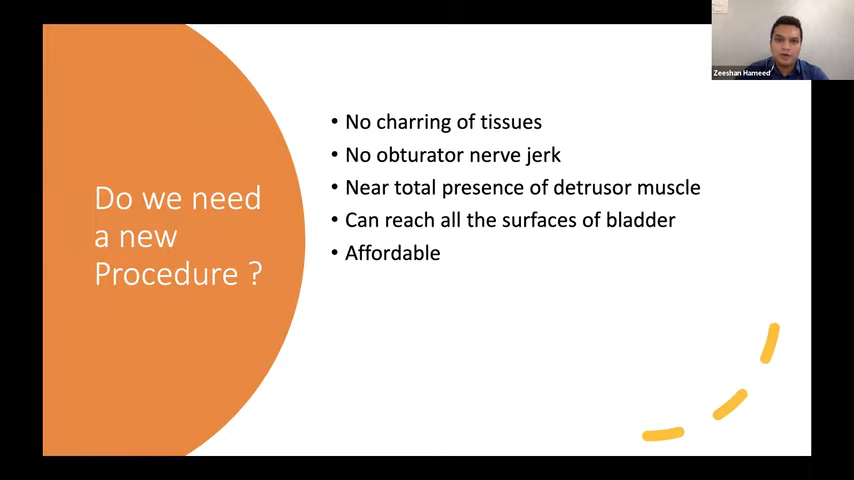 Zeeshan Hameed
Do we need
a new
Procedure ?
• No charring of tissues
• No obturator nerve jerk
• Near total presence of detrusor muscle
• Can reach all the surfaces of bladder
• Affordable